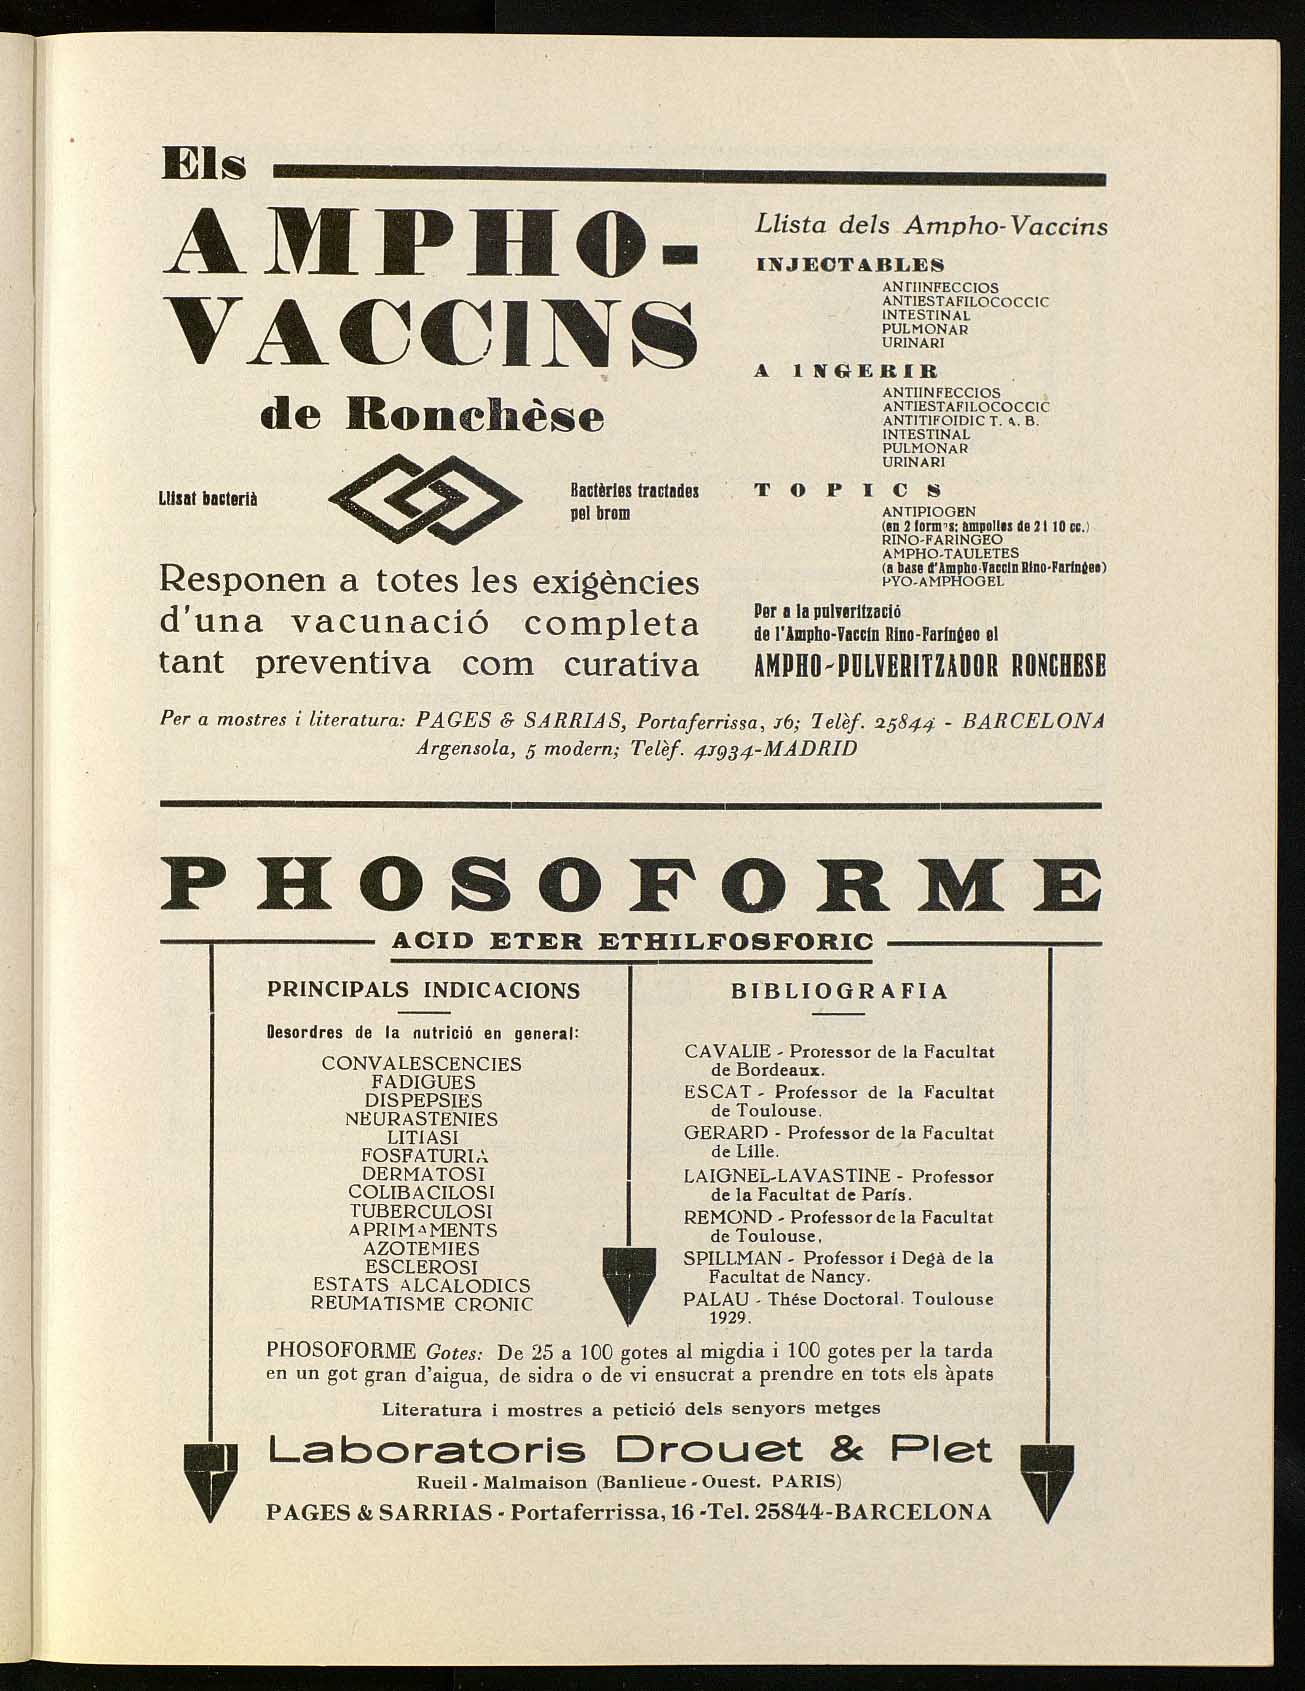 Els
AMPHO-
VACCINS
de Ronchèse
Llisat bacterià
Bactèries tractades
pel brom
Responen a totes les exigències
d'una vacunació completa
tant preventiva com curativa
Llista dels Ampho-Vaccins
INJECTABLES
ANTIINFECCIOS
ANTIESTAFILOCOCCIC
INTESTINAL
PULMONAR
URINARI
A INGERIR
ANTIINFECCIOS
ANTIESTAFILOCOCCIC
ANTITIFOIDIC T. A. B.
INTESTINAL
PULMONAR
URINARI
TOPICS
ANTIPIOGEN
(en 2 formes: ampolles de 2 i 10 cc.)
RINO-FARINGEO
AMPHO-TAULETES
(a base d'Ampho-Vaccin Rino-Faríngeo)
PYO-AMPHOGEL
Per a la pulverització
de l'Ampho-Vaccin Rino-Faríngeo el
AMPHO-PULVERITZADOR RONCHESE
Per a mostres i literatura: PAGES & SARRIAS, Portaferrissa, 16; Telèf. 25844 - BARCELONA
Argensola, 5 modern; Telèf. 41934-MADRID
PHOSOFORME
ACID ETER ETHILFOSFORIC
PRINCIPALS INDICACIONS
Desordres de la nutrició en general:
CONVALESCENCIES
FADIGUES
DISPEPSIES
NEURASTENIES
LITIASI
FOSFATURIA
DERMATOSI
COLIBACILOSI
TUBERCULOSI
APRIMAMENTS
AZOTEMIES
ESCLEROSI
ESTATS ALCALODICS
REUMATISME CRONIC
BIBLIOGRAFIA
CAVALIE - Professor de la Facultat
de Bordeaux.
ESCAT - Professor de la Facultat
de Toulouse.
GERARD - Professor de la Facultat
de Lille.
LAIGNEL-LAVASTINE - Professor
de la Facultat de París.
REMOND - Professor de la Facultat
de Toulouse,
SPILLMAN - Professor i Degà de la
Facultat de Nancy.
PALAU - Thése Doctoral. Toulouse
1929.
PHOSOFORME Gotes: De 25 a 100 gotes al migdia i 100 gotes per la tarda
en un got gran d'aigua, de sidra o de vi ensucrat a prendre en tots els àpats
Literatura i mostres a petició dels senyors metges
Laboratoris Drouet & Plet
Rueil - Malmaison (Banlieue - Ouest. PARIS)
PAGES & SARRIAS - Portaferrissa, 16 - Tel. 25844-BARCELONA